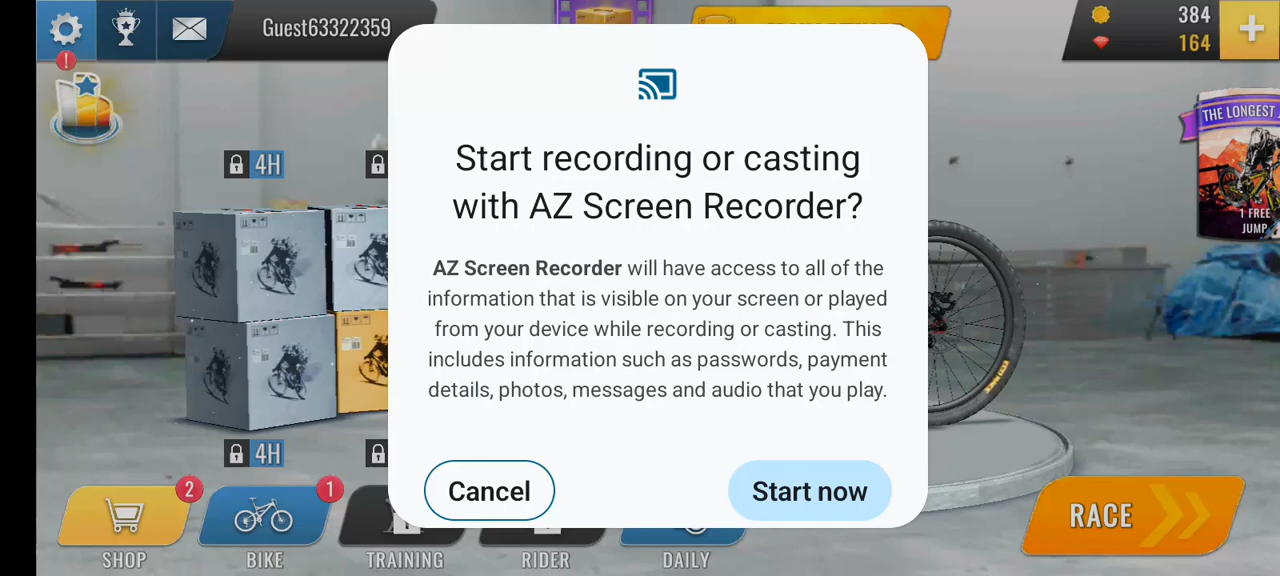 Guest63322359
384
164
!
4H
THE LONGEST
1 FREE
JUMP
Start recording or casting
with AZ Screen Recorder?
AZ Screen Recorder will have access to all of the
information that is visible on your screen or played
from your device while recording or casting. This
includes information such as passwords, payment
details, photos, messages and audio that you play.
4H
Cancel
Start now
2
1
RACE
SHOP
BIKE
TRAINING
RIDER
DAILY